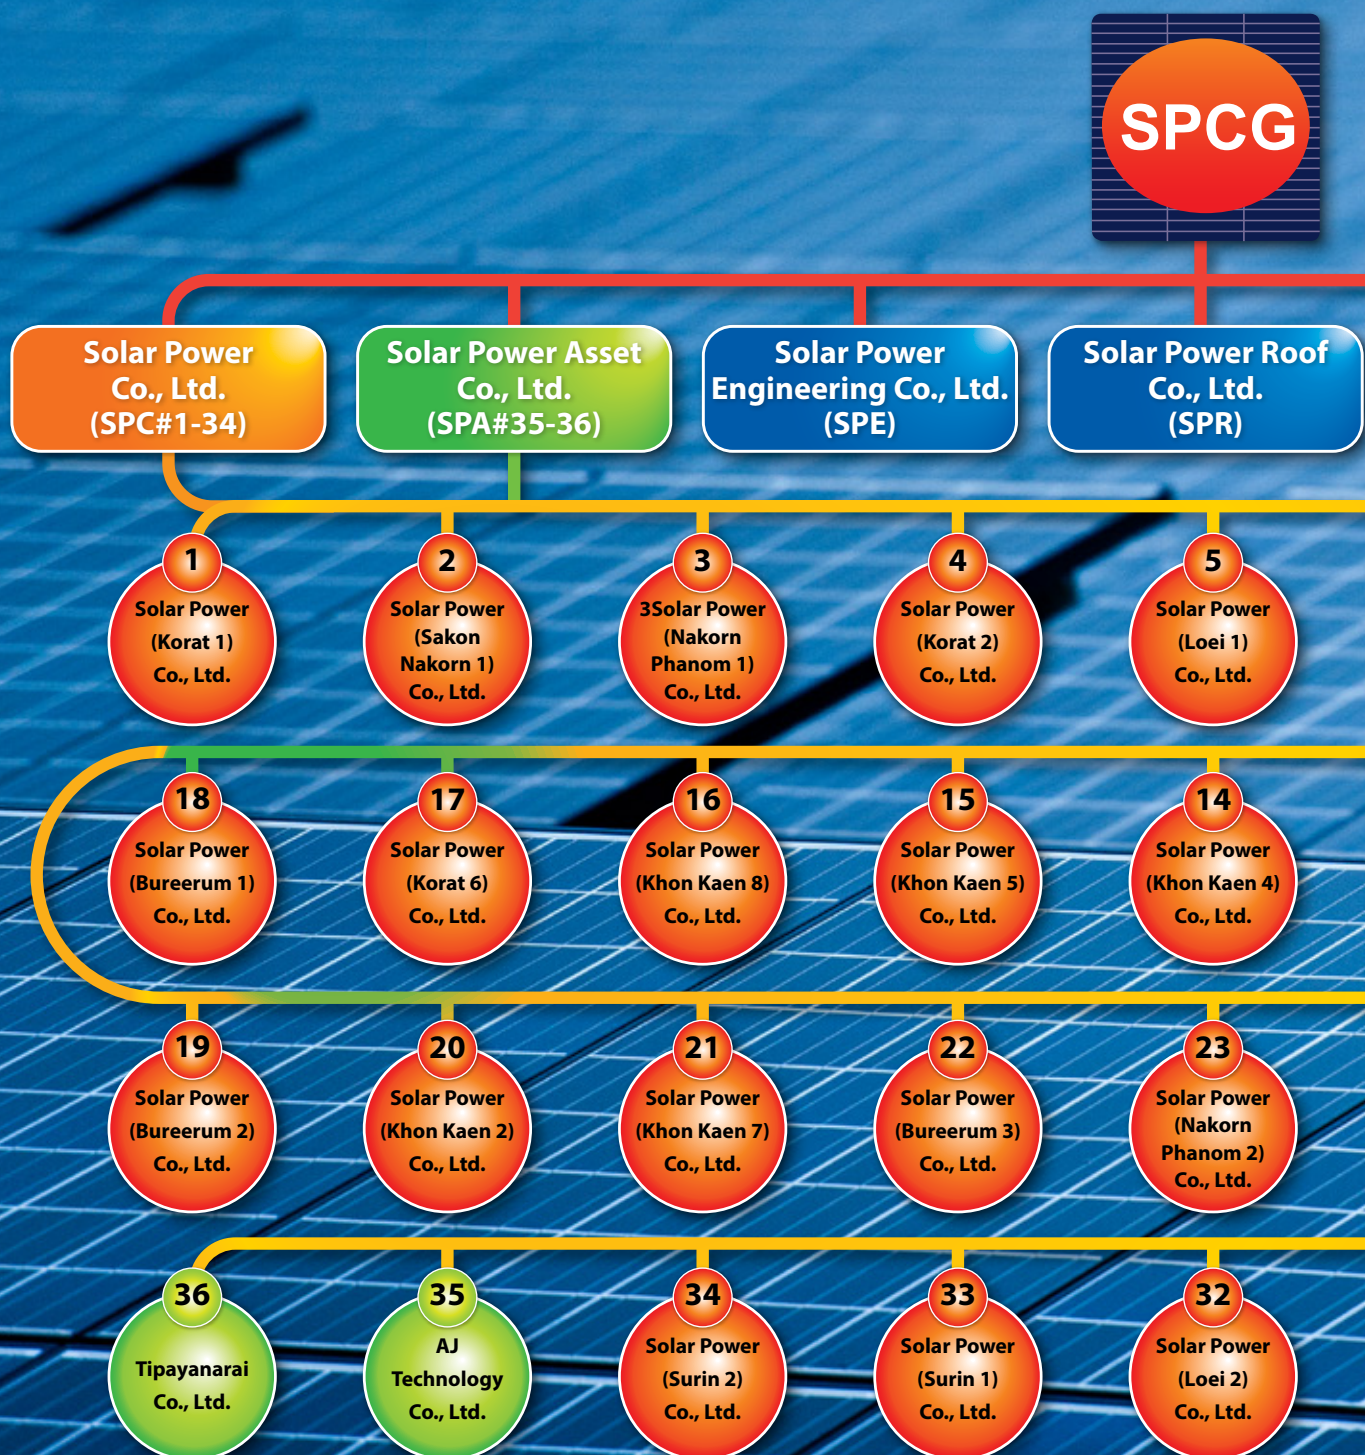 SPCG
Solar Power
Co., Ltd.
(SPC#1-34)
Solar Power Asset
Co., Ltd.
(SPA#35-36)
Solar Power
Engineering Co., Ltd.
(SPE)
Solar Power Roof
Co., Ltd.
(SPR)
1
Solar Power
(Korat 1)
Co., Ltd.
2
Solar Power
(Sakon
Nakorn 1)
Co., Ltd.
3
3Solar Power
(Nakorn
Phanom 1)
Co., Ltd.
4
Solar Power
(Korat 2)
Co., Ltd.
5
Solar Power
(Loei 1)
Co., Ltd.
18
Solar Power
(Bureerum 1)
Co., Ltd.
17
Solar Power
(Korat 6)
Co., Ltd.
16
Solar Power
(Khon Kaen 8)
Co., Ltd.
15
Solar Power
(Khon Kaen 5)
Co., Ltd.
14
Solar Power
(Khon Kaen 4)
Co., Ltd.
19
Solar Power
(Bureerum 2)
Co., Ltd.
20
Solar Power
(Khon Kaen 2)
Co., Ltd.
21
Solar Power
(Khon Kaen 7)
Co., Ltd.
22
Solar Power
(Bureerum 3)
Co., Ltd.
23
Solar Power
(Nakorn
Phanom 2)
Co., Ltd.
36
Tipayanarai
Co., Ltd.
35
AJ
Technology
Co., Ltd.
34
Solar Power
(Surin 2)
Co., Ltd.
33
Solar Power
(Surin 1)
Co., Ltd.
32
Solar Power
(Loei 2)
Co., Ltd.